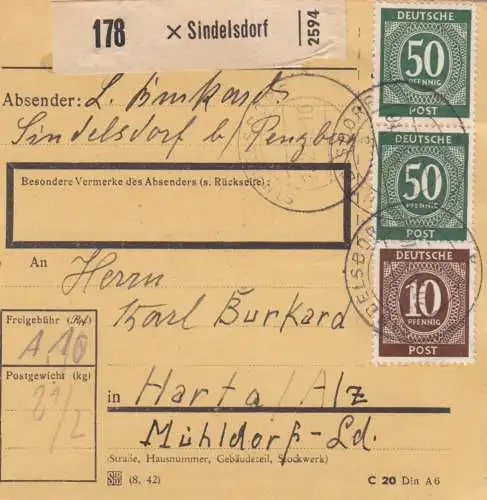 178 × Sindelsdorf 2594
DEUTSCHE
50
PFENNIG
POST
Absender: L. Burkard
Sindelsdorf b/Penzberg
DEUTSCHE
50
PFENNIG
POST
Besondere Vermerke des Absenders (s. Rückseite):
An
Herrn
Karl Burkard
DEUTSCHE
10
PFENNIG
POST
Freigebühr (Rpf)
Postgewicht (kg)
in Harta/Alz
Mühldorf-Ld.
(Straße, Hausnummer, Gebäudeteil, Stockwerk)
(8. 42)
C 20 Din A6